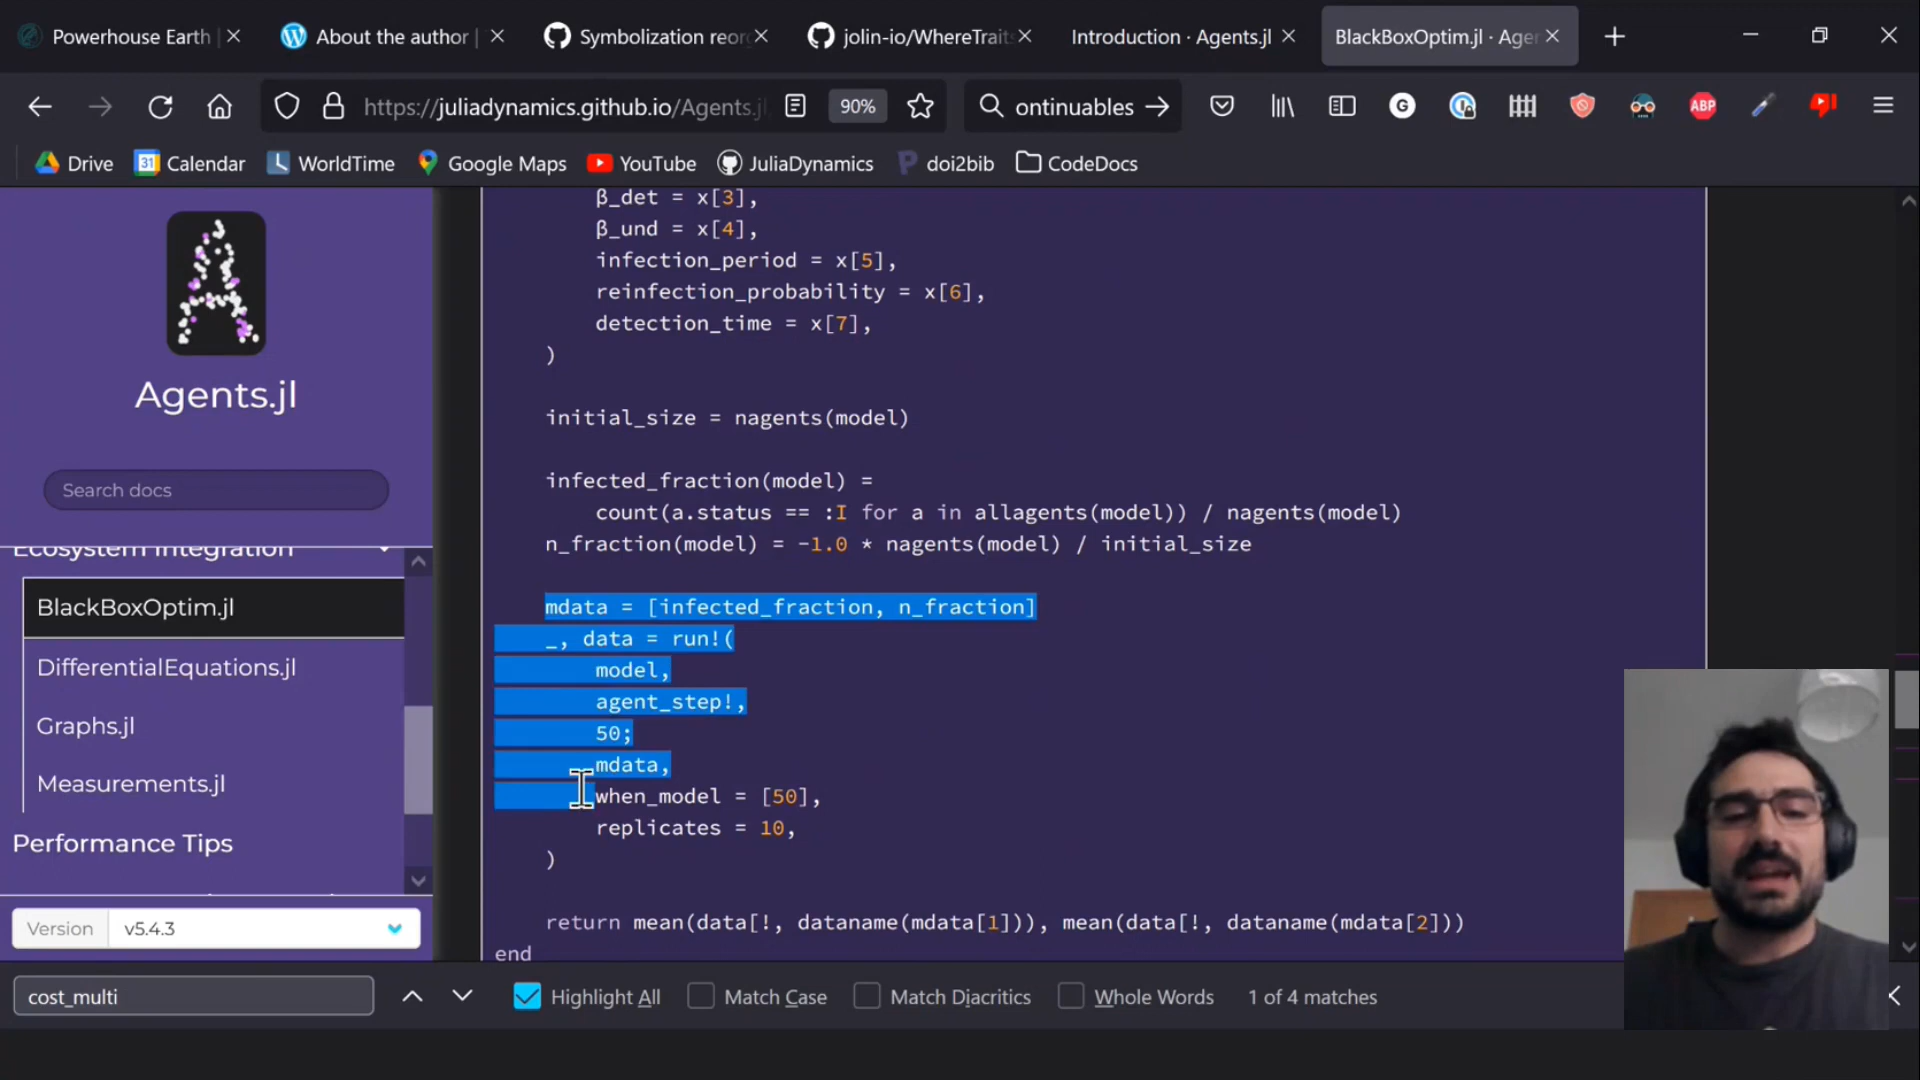 Powerhouse Earth
About the author |
Symbolization reor
jolin-io/WhereTraits
Introduction · Agents.jl
BlackBoxOptim.jl · Agen
https://juliadynamics.github.io/Agents.jl
90%
ontinuables
G
ABP
Drive
31
Calendar
WorldTime
Google Maps
YouTube
JuliaDynamics
doi2bib
CodeDocs
Agents.jl
Search docs
Ecosystem Integration
BlackBoxOptim.jl
DifferentialEquations.jl
Graphs.jl
Measurements.jl
Performance Tips
Version
v5.4.3
β_det = x[3],
β_und = x[4],
infection_period = x[5],
reinfection_probability = x[6],
detection_time = x[7],
)
initial_size = nagents(model)
infected_fraction(model) =
count(a.status == :I for a in allagents(model)) / nagents(model)
n_fraction(model) = -1.0 * nagents(model) / initial_size
mdata = [infected_fraction, n_fraction]
_, data = run!(
model,
agent_step!,
50;
mdata,
when_model = [50],
replicates = 10,
)
return mean(data[!, dataname(mdata[1])), mean(data[!, dataname(mdata[2]))
end
cost_multi
Highlight All
Match Case
Match Diacritics
Whole Words
1 of 4 matches